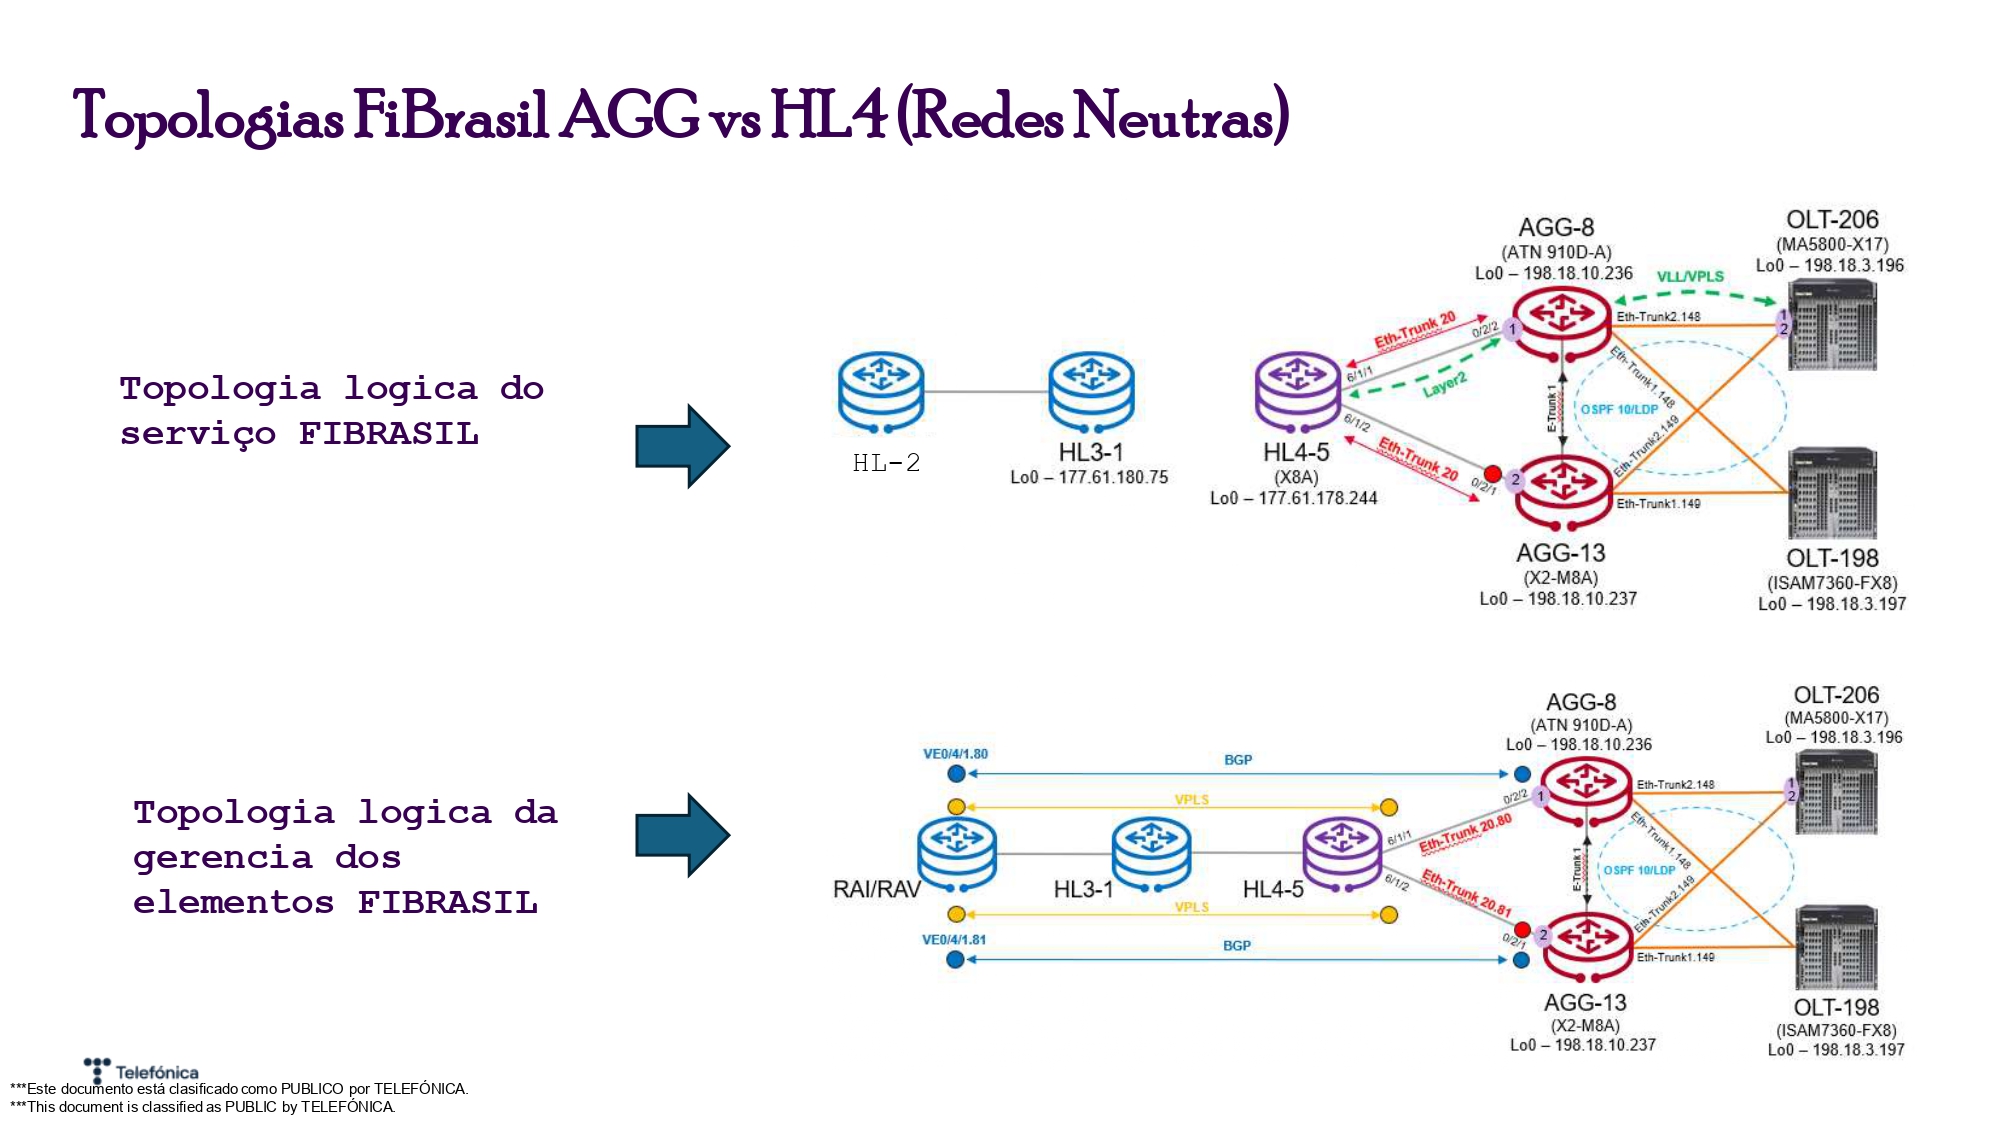 Topologias FiBrasil AGG vs HL4 (Redes Neutras)
Topologia logica do
serviço FIBRASIL
HL-2
HL3-1
Lo0 – 177.61.180.75
HL4-5
(X8A)
Lo0 – 177.61.178.244
Eth-Trunk 20
6/1/1
0/2/2
1
Layer2
6/1/2
Eth-Trunk 20
0/2/1
2
AGG-8
(ATN 910D-A)
Lo0 – 198.18.10.236
VLL/VPLS
OLT-206
(MA5800-X17)
Lo0 – 198.18.3.196
Eth-Trunk2.148
1
2
Eth-Trunk1.148
E-Trunk 1
OSPF 10/LDP
Eth-Trunk2.149
Eth-Trunk1.149
AGG-13
(X2-M8A)
Lo0 – 198.18.10.237
OLT-198
(ISAM7360-FX8)
Lo0 – 198.18.3.197
Topologia logica da
gerencia dos
elementos FIBRASIL
VE0/4/1.80
BGP
VPLS
RAI/RAV
HL3-1
HL4-5
VPLS
VE0/4/1.81
BGP
6/1/1
Eth-Trunk 20.80
0/2/2
1
6/1/2
Eth-Trunk 20.81
0/2/1
2
AGG-8
(ATN 910D-A)
Lo0 – 198.18.10.236
OLT-206
(MA5800-X17)
Lo0 – 198.18.3.196
Eth-Trunk2.148
1
2
Eth-Trunk1.148
E-Trunk 1
OSPF 10/LDP
Eth-Trunk2.149
Eth-Trunk1.149
AGG-13
(X2-M8A)
Lo0 – 198.18.10.237
OLT-198
(ISAM7360-FX8)
Lo0 – 198.18.3.197
Telefónica
***Este documento está clasificado como PUBLICO por TELEFÓNICA.
***This document is classified as PUBLIC by TELEFÓNICA.